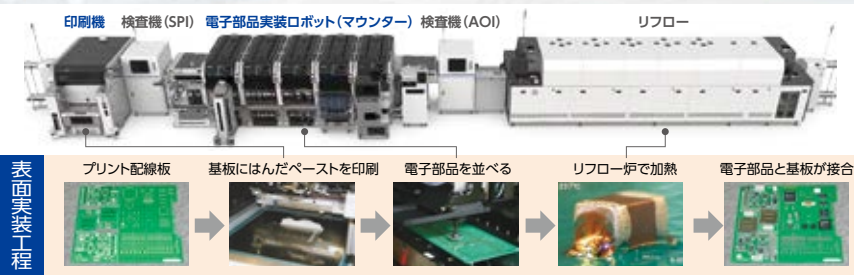 印刷機 検査機（SPI） 電子部品実装ロボット（マウンター） 検査機（AOI） リフロー
表面実装工程
プリント配線板 基板にはんだペーストを印刷 電子部品を並べる リフロー炉で加熱 電子部品と基板が接合